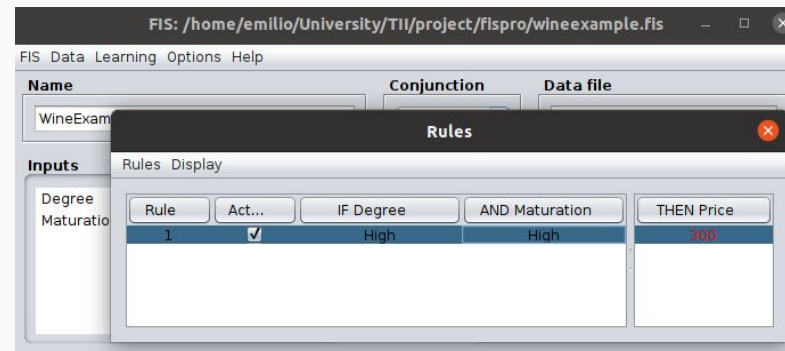 FIS: /home/emilio/University/TII/project/fispro/wineexample.fis
FIS Data Learning Options Help
Name
Conjunction
Data file
WineExam
Rules
Inputs
Rules Display
Degree
Maturatio
Rule Act... IF Degree AND Maturation THEN Price
1 High High 300